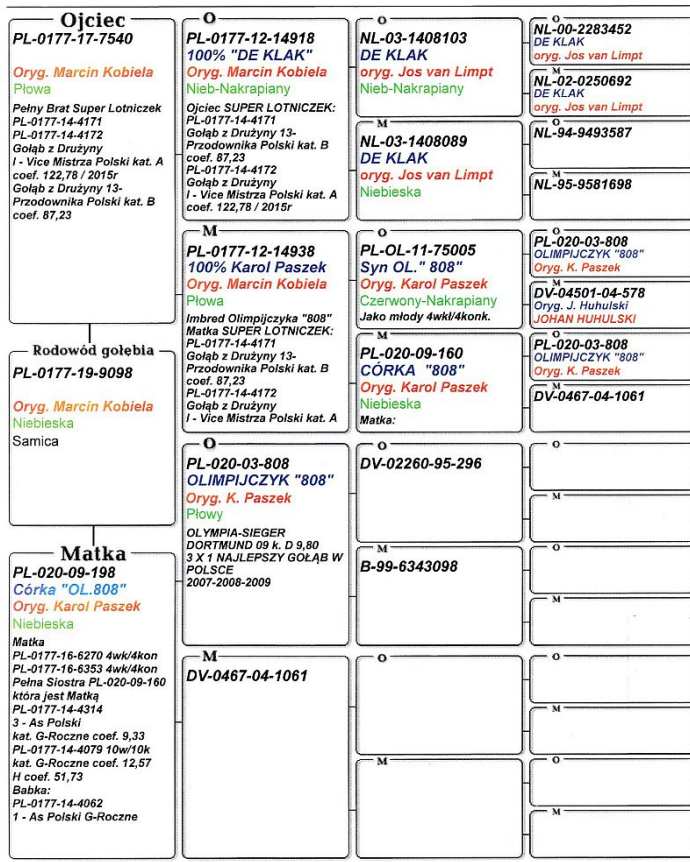 Ojciec
PL-0177-17-7540
Oryg. Marcin Kobiela
Płowa
Pełny Brat Super Lotniczek
PL-0177-14-4171
PL-0177-14-4172
Gołąb z Drużyny
I - Vice Mistrza Polski kat. A
coef. 122,78 / 2015r
Gołąb z Drużyny 13-
Przodownika Polski kat. B
coef. 87,23
Rodowód gołębia
PL-0177-19-9098
Oryg. Marcin Kobiela
Niebieska
Samica
Matka
PL-020-09-198
Córka "OL.808"
Oryg. Karol Paszek
Niebieska
Matka
PL-0177-16-6270 4wk/4kon
PL-0177-16-6353 4wk/4kon
Pełna Siostra PL-020-09-160
która jest Matką
PL-0177-14-4314
3 - As Polski
kat. G-Roczne coef. 9,33
PL-0177-14-4079 10w/10k
kat. G-Roczne coef. 12,57
H coef. 51,73
Babka:
PL-0177-14-4062
1 - As Polski G-Roczne
O
PL-0177-12-14918
100% "DE KLAK"
Oryg. Marcin Kobiela
Nieb-Nakrapiany
Ojciec SUPER LOTNICZEK:
PL-0177-14-4171
Gołąb z Drużyny 13-
Przodownika Polski kat. B
coef. 87,23
PL-0177-14-4172
Gołąb z Drużyny
I - Vice Mistrza Polski kat. A
coef. 122,78 / 2015r
M
PL-0177-12-14938
100% Karol Paszek
Oryg. Marcin Kobiela
Płowa
Imbred Olimpijczyka "808"
Matka SUPER LOTNICZEK:
PL-0177-14-4171
Gołąb z Drużyny 13-
Przodownika Polski kat. B
coef. 87,23
PL-0177-14-4172
Gołąb z Drużyny
I - Vice Mistrza Polski kat. A
O
PL-020-03-808
OLIMPIJCZYK "808"
Oryg. K. Paszek
Płowy
OLYMPIA-SIEGER
DORTMUND 09 k. D 9,80
3 X 1 NAJLEPSZY GOŁĄB W
POLSCE
2007-2008-2009
M
DV-0467-04-1061
O
NL-03-1408103
DE KLAK
oryg. Jos van Limpt
Nieb-Nakrapiany
M
NL-03-1408089
DE KLAK
oryg. Jos van Limpt
Niebieska
O
PL-OL-11-75005
Syn OL." 808"
Oryg. Karol Paszek
Czerwony-Nakrapiany
Jako młody 4wkł/4konk.
M
PL-020-09-160
CÓRKA "808"
Oryg. Karol Paszek
Niebieska
Matka:
O
DV-02260-95-296
M
B-99-6343098
O
M
O
NL-00-2283452
DE KLAK
oryg. Jos van Limpt
M
NL-02-0250692
DE KLAK
oryg. Jos van Limpt
O
NL-94-9493587
M
NL-95-9581698
O
PL-020-03-808
OLIMPIJCZYK "808"
Oryg. K. Paszek
M
DV-04501-04-578
Oryg. J. Huhulski
JOHAN HUHULSKI
O
PL-020-03-808
OLIMPIJCZYK "808"
Oryg. K. Paszek
M
DV-0467-04-1061
O
M
O
M
O
M
O
M